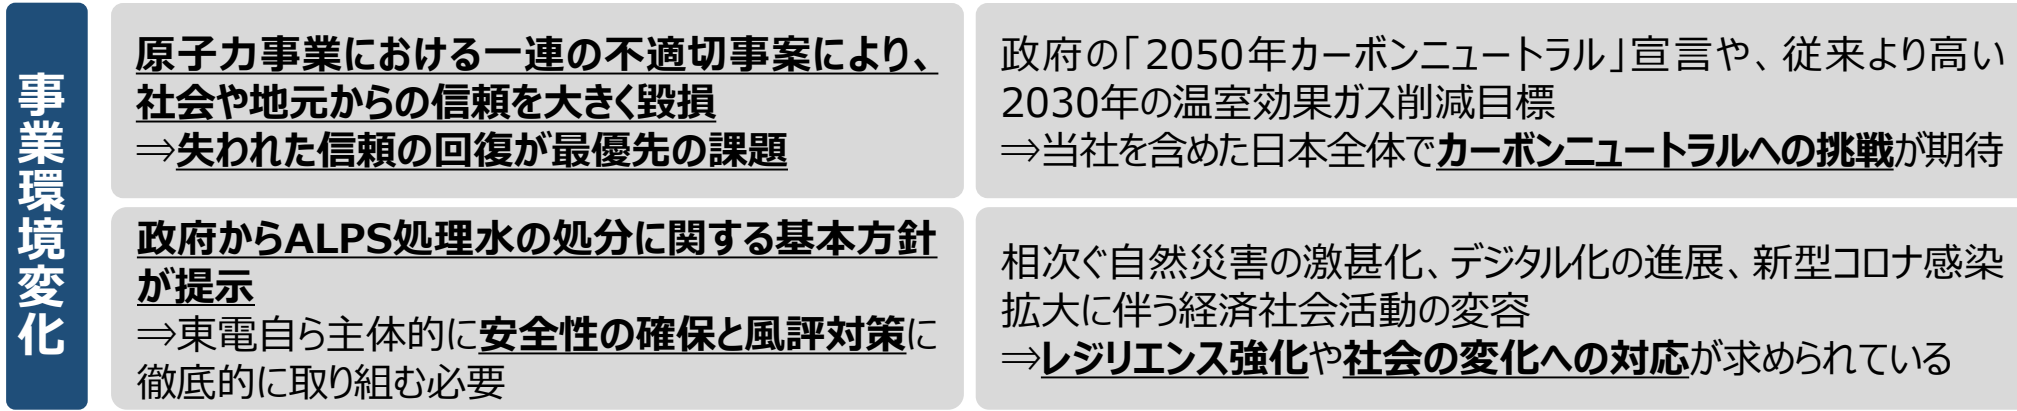 事業環境変化
原子力事業における一連の不適切事案により、
社会や地元からの信頼を大きく毀損
⇒失われた信頼の回復が最優先の課題
政府の「2050年カーボンニュートラル」宣言や、従来より高い
2030年の温室効果ガス削減目標
⇒当社を含めた日本全体でカーボンニュートラルへの挑戦が期待
政府からALPS処理水の処分に関する基本方針
が提示
⇒東電自ら主体的に安全性の確保と風評対策に
徹底的に取り組む必要
相次ぐ自然災害の激甚化、デジタル化の進展、新型コロナ感染
拡大に伴う経済社会活動の変容
⇒レジリエンス強化や社会の変化への対応が求められている